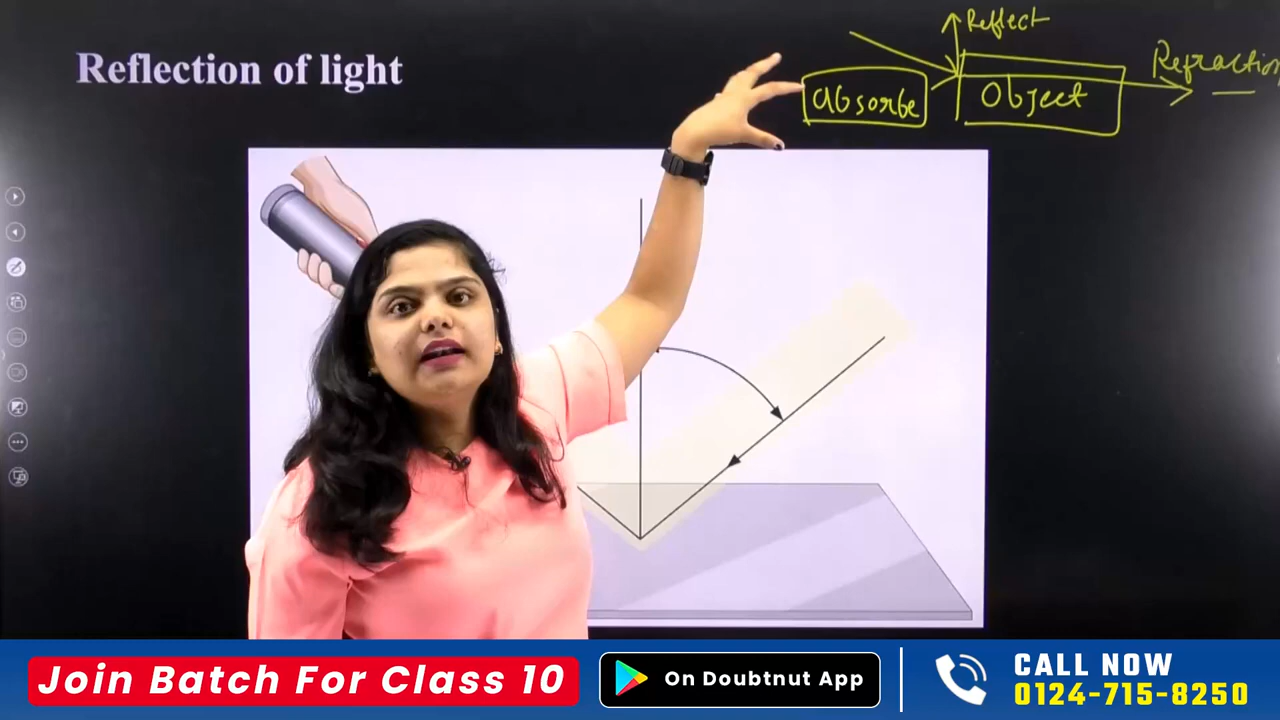 Reflection of light
Reflect
Refraction
absorbe
Object
Join Batch For Class 10
On Doubtnut App
CALL NOW
0124-715-8250